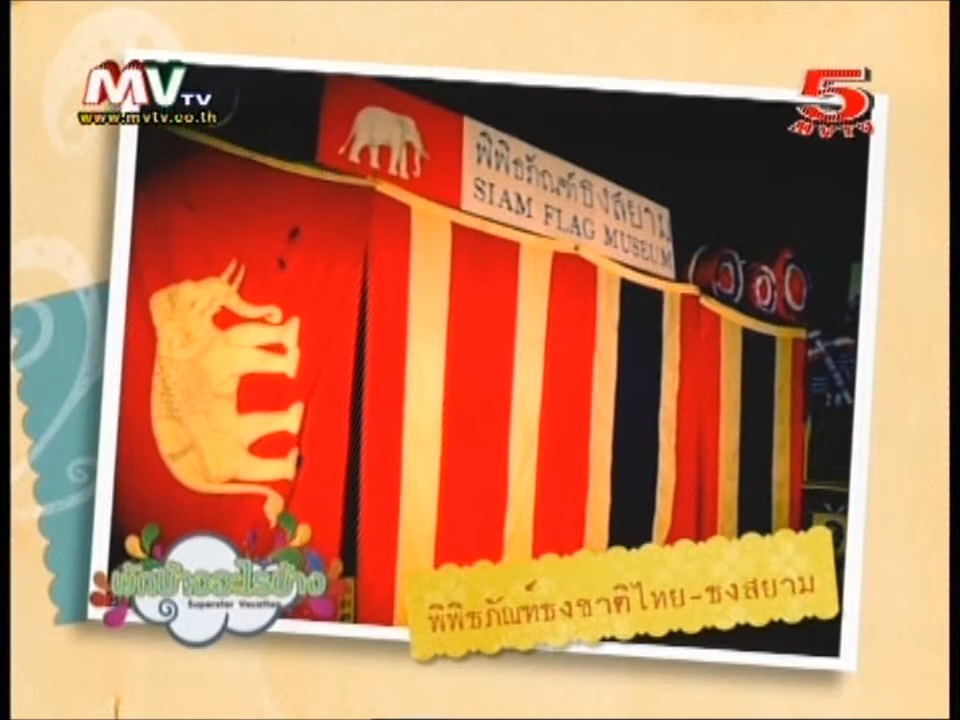 MVTV
www.mvtv.co.th
5
พิพิธภัณฑ์ธงสยาม
SIAM FLAG MUSEUM
Superstar Vacation
พิพิธภัณฑ์ธงชาติไทย-ธงสยาม